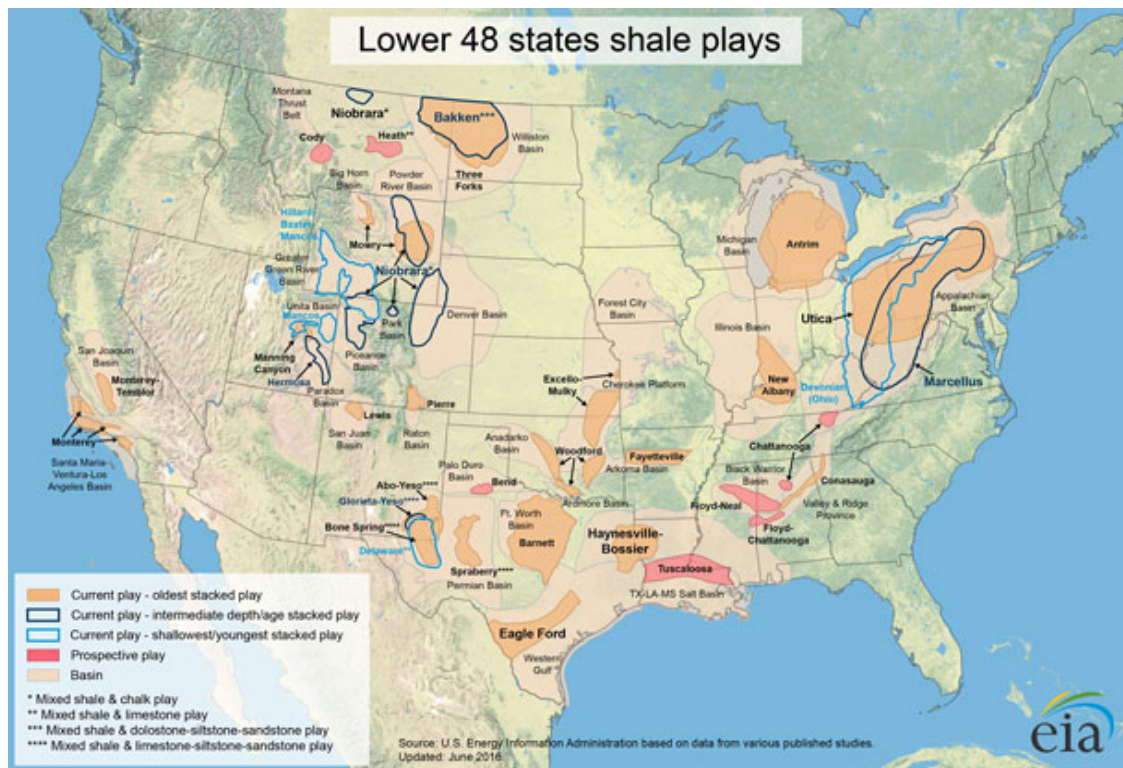 Lower 48 states shale plays
Montana
Thrust
Belt
Niobrara*
Bakken***
Cody
Heath**
Williston
Basin
Big Horn
Basin
Powder
River Basin
Three
Forks
Hilliard-
Baxter-
Mancos
Mowry
Greater
Green River
Basin
Niobrara*
Uinta Basin
Mancos
Park
Basin
Denver Basin
Manning
Canyon
Piceance
Basin
Hermosa
Paradox
Basin
San Joaquin
Basin
Monterey-
Temblor
Monterey
Santa Maria-
Ventura-Los
Angeles Basin
Lewis
San Juan
Basin
Pierre
Raton
Basin
Forest City
Basin
Excello-
Mulky
Cherokee Platform
Anadarko
Basin
Woodford
Arkoma Basin
Fayetteville
Palo Duro
Basin
Bend
Ardmore Basin
Abo-Yeso****
Glorieta-Yeso****
Bone Spring****
Delaware**
Spraberry****
Permian Basin
Ft. Worth
Basin
Barnett
Haynesville-
Bossier
Tuscaloosa
TX-LA-MS Salt Basin
Eagle Ford
Western
Gulf
Michigan
Basin
Antrim
Illinois Basin
New
Albany
Utica
Appalachian
Basin
Devonian
(Ohio)
Marcellus
Chattanooga
Black Warrior
Basin
Conasauga
Floyd-Neal
Valley & Ridge
Province
Floyd-
Chattanooga
Current play - oldest stacked play
Current play - intermediate depth/age stacked play
Current play - shallowest/youngest stacked play
Prospective play
Basin
* Mixed shale & chalk play
** Mixed shale & limestone play
*** Mixed shale & dolostone-siltstone-sandstone play
**** Mixed shale & limestone-siltstone-sandstone play
Source: U.S. Energy Information Administration based on data from various published studies.
Updated: June 2016
eia